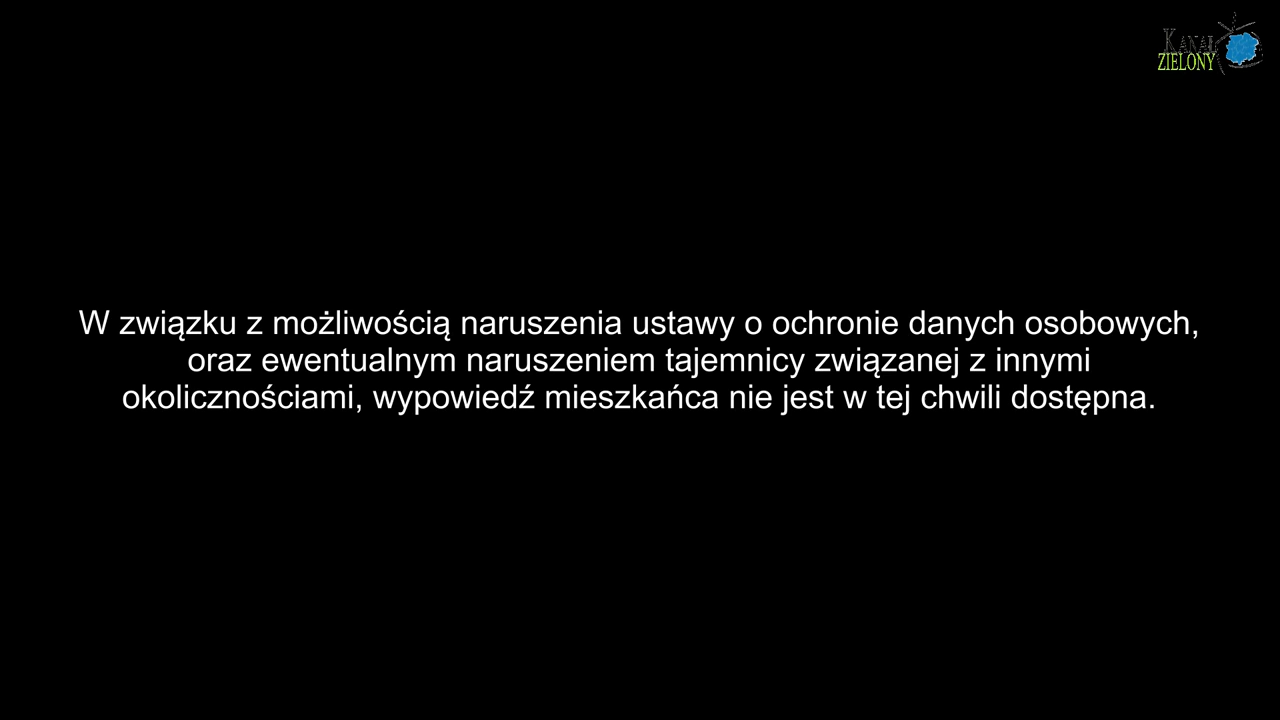 KANAŁ
ZIELONY
W związku z możliwością naruszenia ustawy o ochronie danych osobowych,
oraz ewentualnym naruszeniem tajemnicy związanej z innymi
okolicznościami, wypowiedź mieszkańca nie jest w tej chwili dostępna.